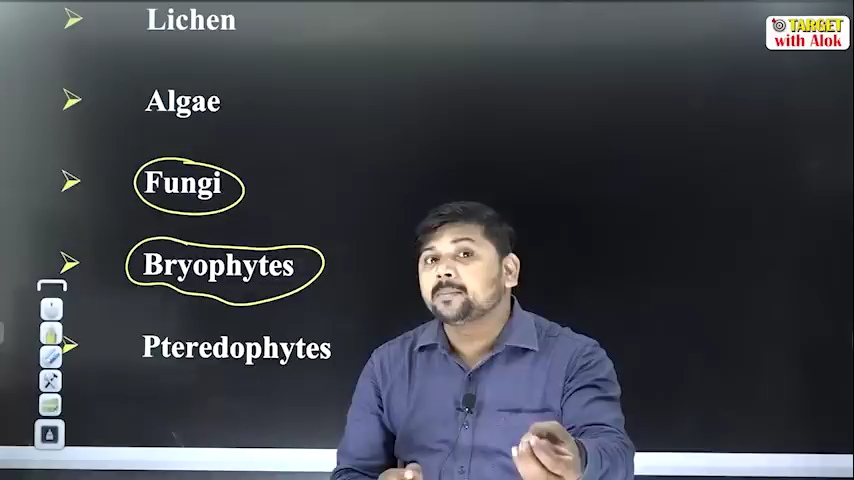 Lichen
TARGET
with Alok
Algae
Fungi
Bryophytes
Pteredophytes